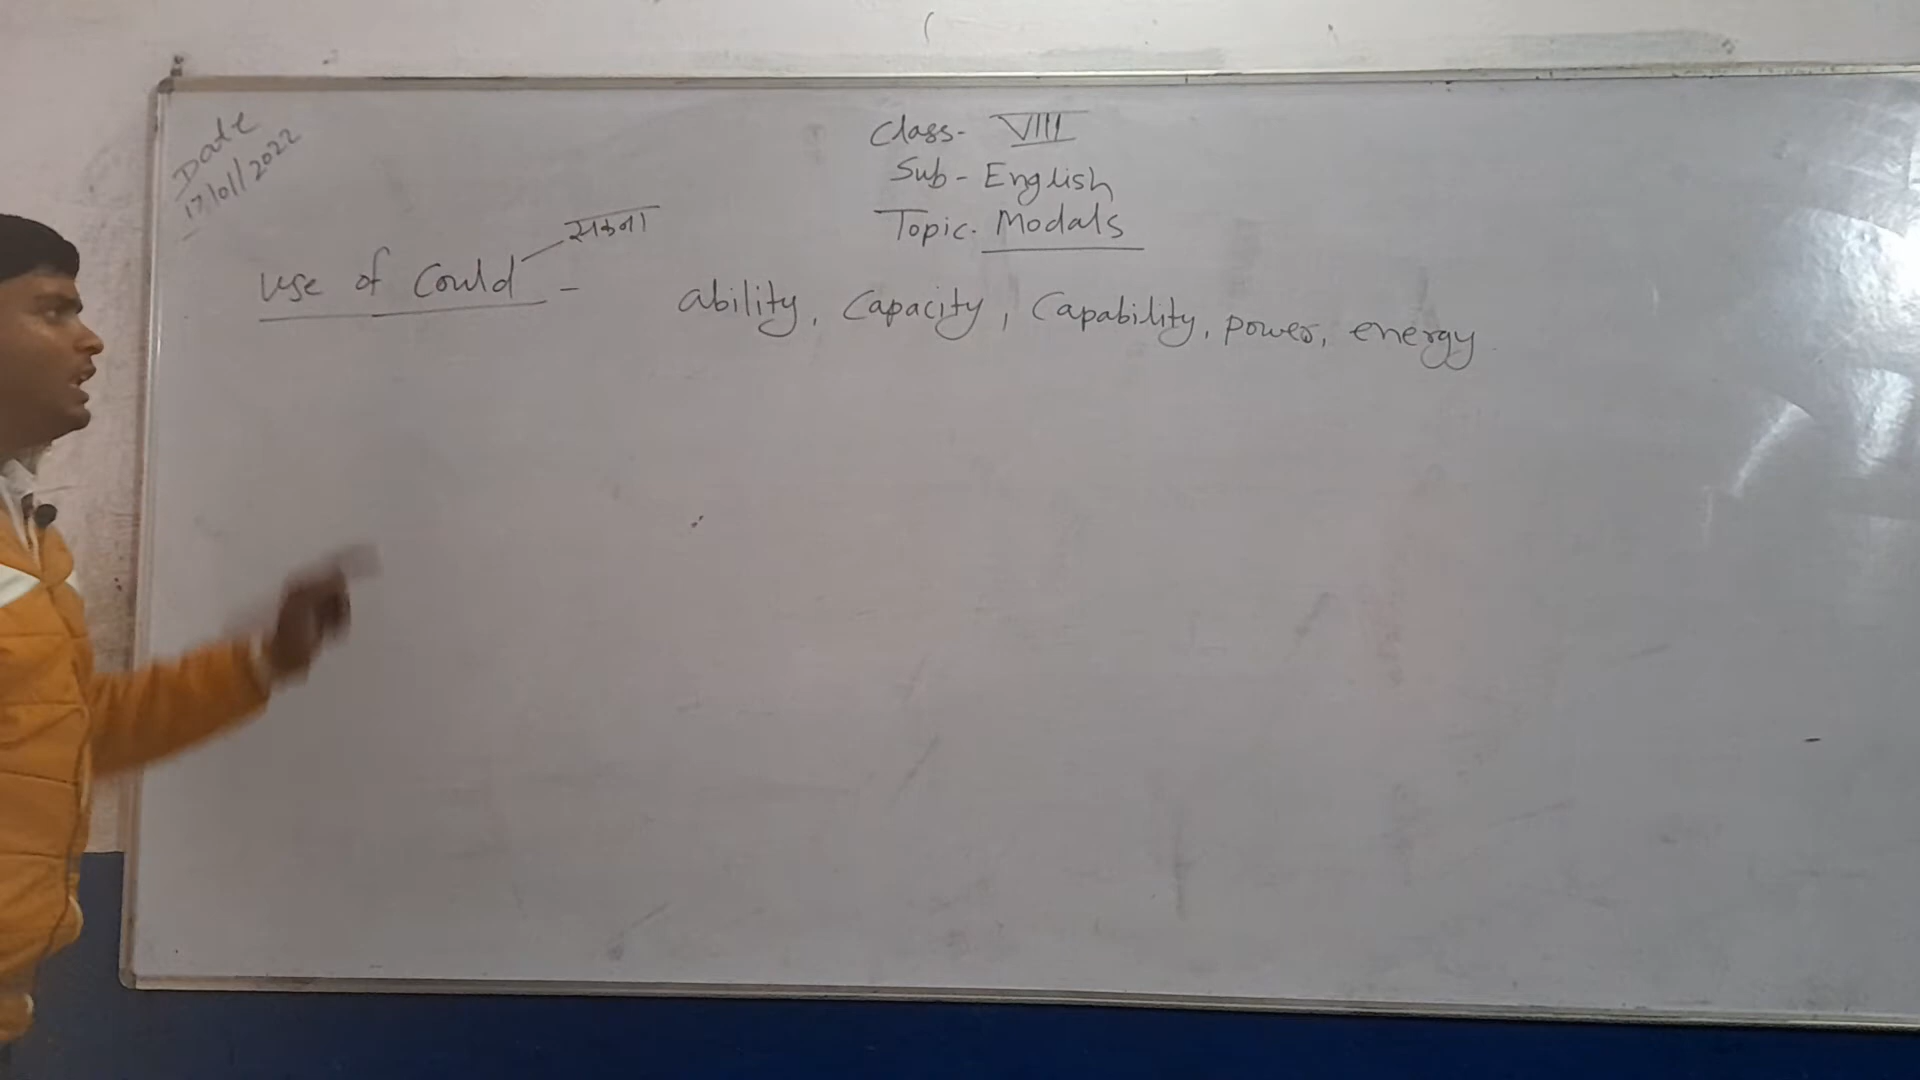 Date
17/01/2022
Class- VIII
Sub- English
Topic. Modals
सकना
use of Could -
ability, Capacity, Capability, power, energy